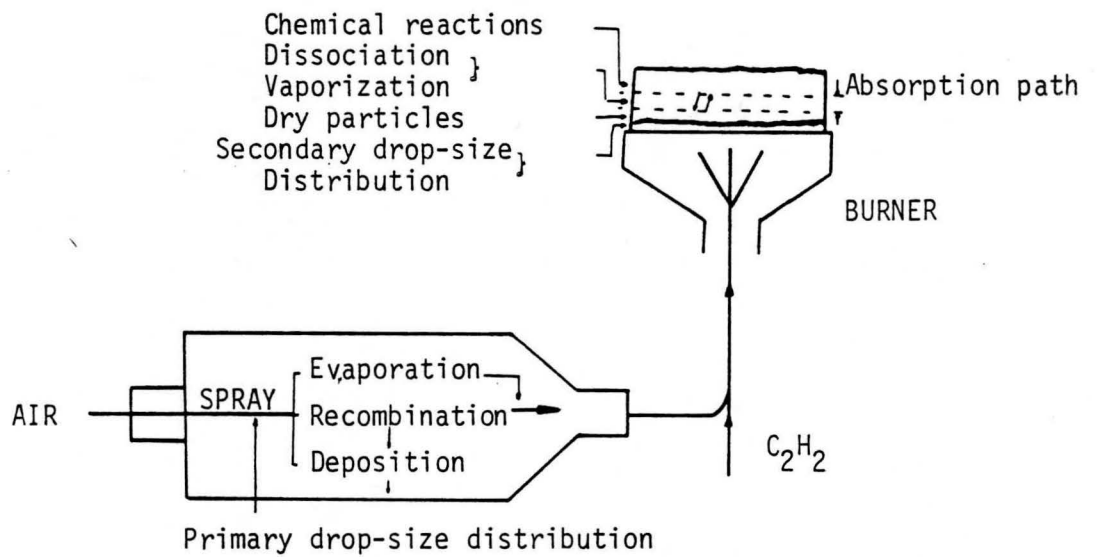 Chemical reactions
Dissociation
Vaporization
Dry particles
Secondary drop-size
Distribution
Absorption path
BURNER
Evaporation
SPRAY
AIR
Recombination
Deposition
C₂H₂
Primary drop-size distribution